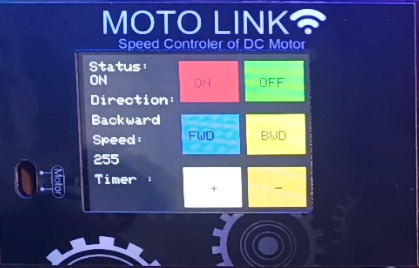 MOTO LINK
Speed Controler of DC Motor
Status:
ON
Direction:
Backward
Speed:
255
Timer :
ON
OFF
FWD
BWD
+
-
Motor